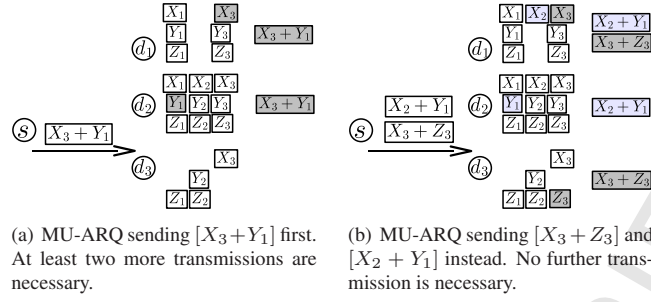 X1 X3
Y1 Y3 X3 + Y1
d1 Z1 Z3
X1 X2 X3
d2 Y1 Y2 Y3 X3 + Y1
Z1 Z2 Z3
s X3 + Y1
d3 X3
Y2
Z1 Z2
(a) MU-ARQ sending [X3+Y1] first.
At least two more transmissions are
necessary.
X1 X2 X3 X2 + Y1
Y1 Y3 X3 + Z3
d1 Z1 Z3
X1 X2 X3
d2 Y1 Y2 Y3 X2 + Y1
Z1 Z2 Z3
X2 + Y1
s X3 + Z3
d3 X3
Y2 X3 + Z3
Z1 Z2 Z3
(b) MU-ARQ sending [X3 + Z3] and
[X2 + Y1] instead. No further trans-
mission is necessary.